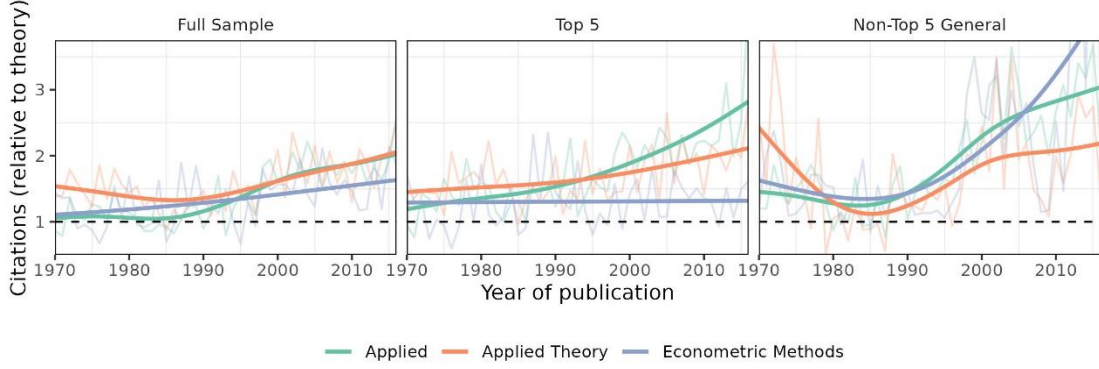 Full Sample
Top 5
Non-Top 5 General
Citations (relative to theory)
3
2
1
1970 1980 1990 2000 2010
1970 1980 1990 2000 2010
1970 1980 1990 2000 2010
Year of publication
Applied
Applied Theory
Econometric Methods